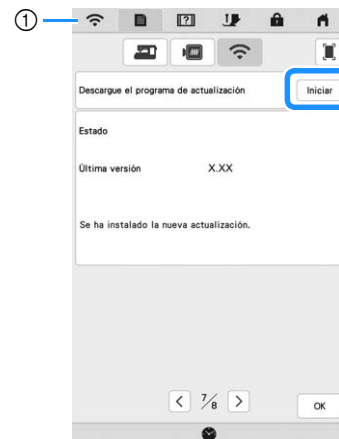 ①
Descargue el programa de actualización
Iniciar
Estado
Última versión X.XX
Se ha instalado la nueva actualización.
7/8
OK